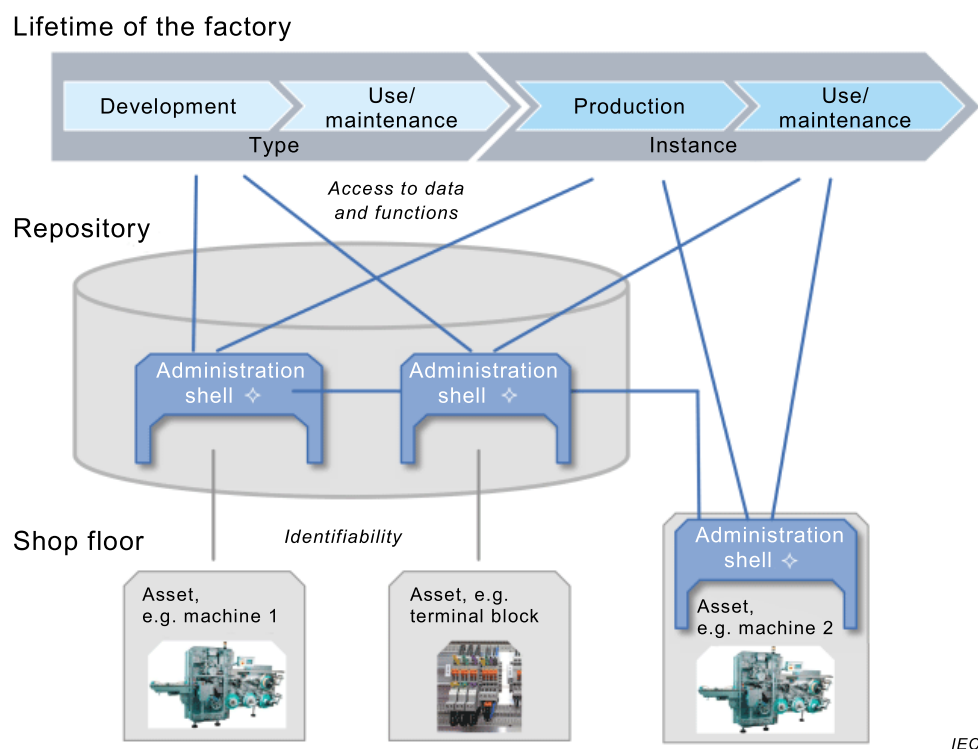 Lifetime of the factory
Development
Use/
maintenance
Production
Use/
maintenance
Type
Instance
Access to data
and functions
Repository
Administration
shell
Administration
shell
Identifiability
Shop floor
Administration
shell
Asset,
e.g. machine 1
Asset, e.g.
terminal block
Asset,
e.g. machine 2
IEC